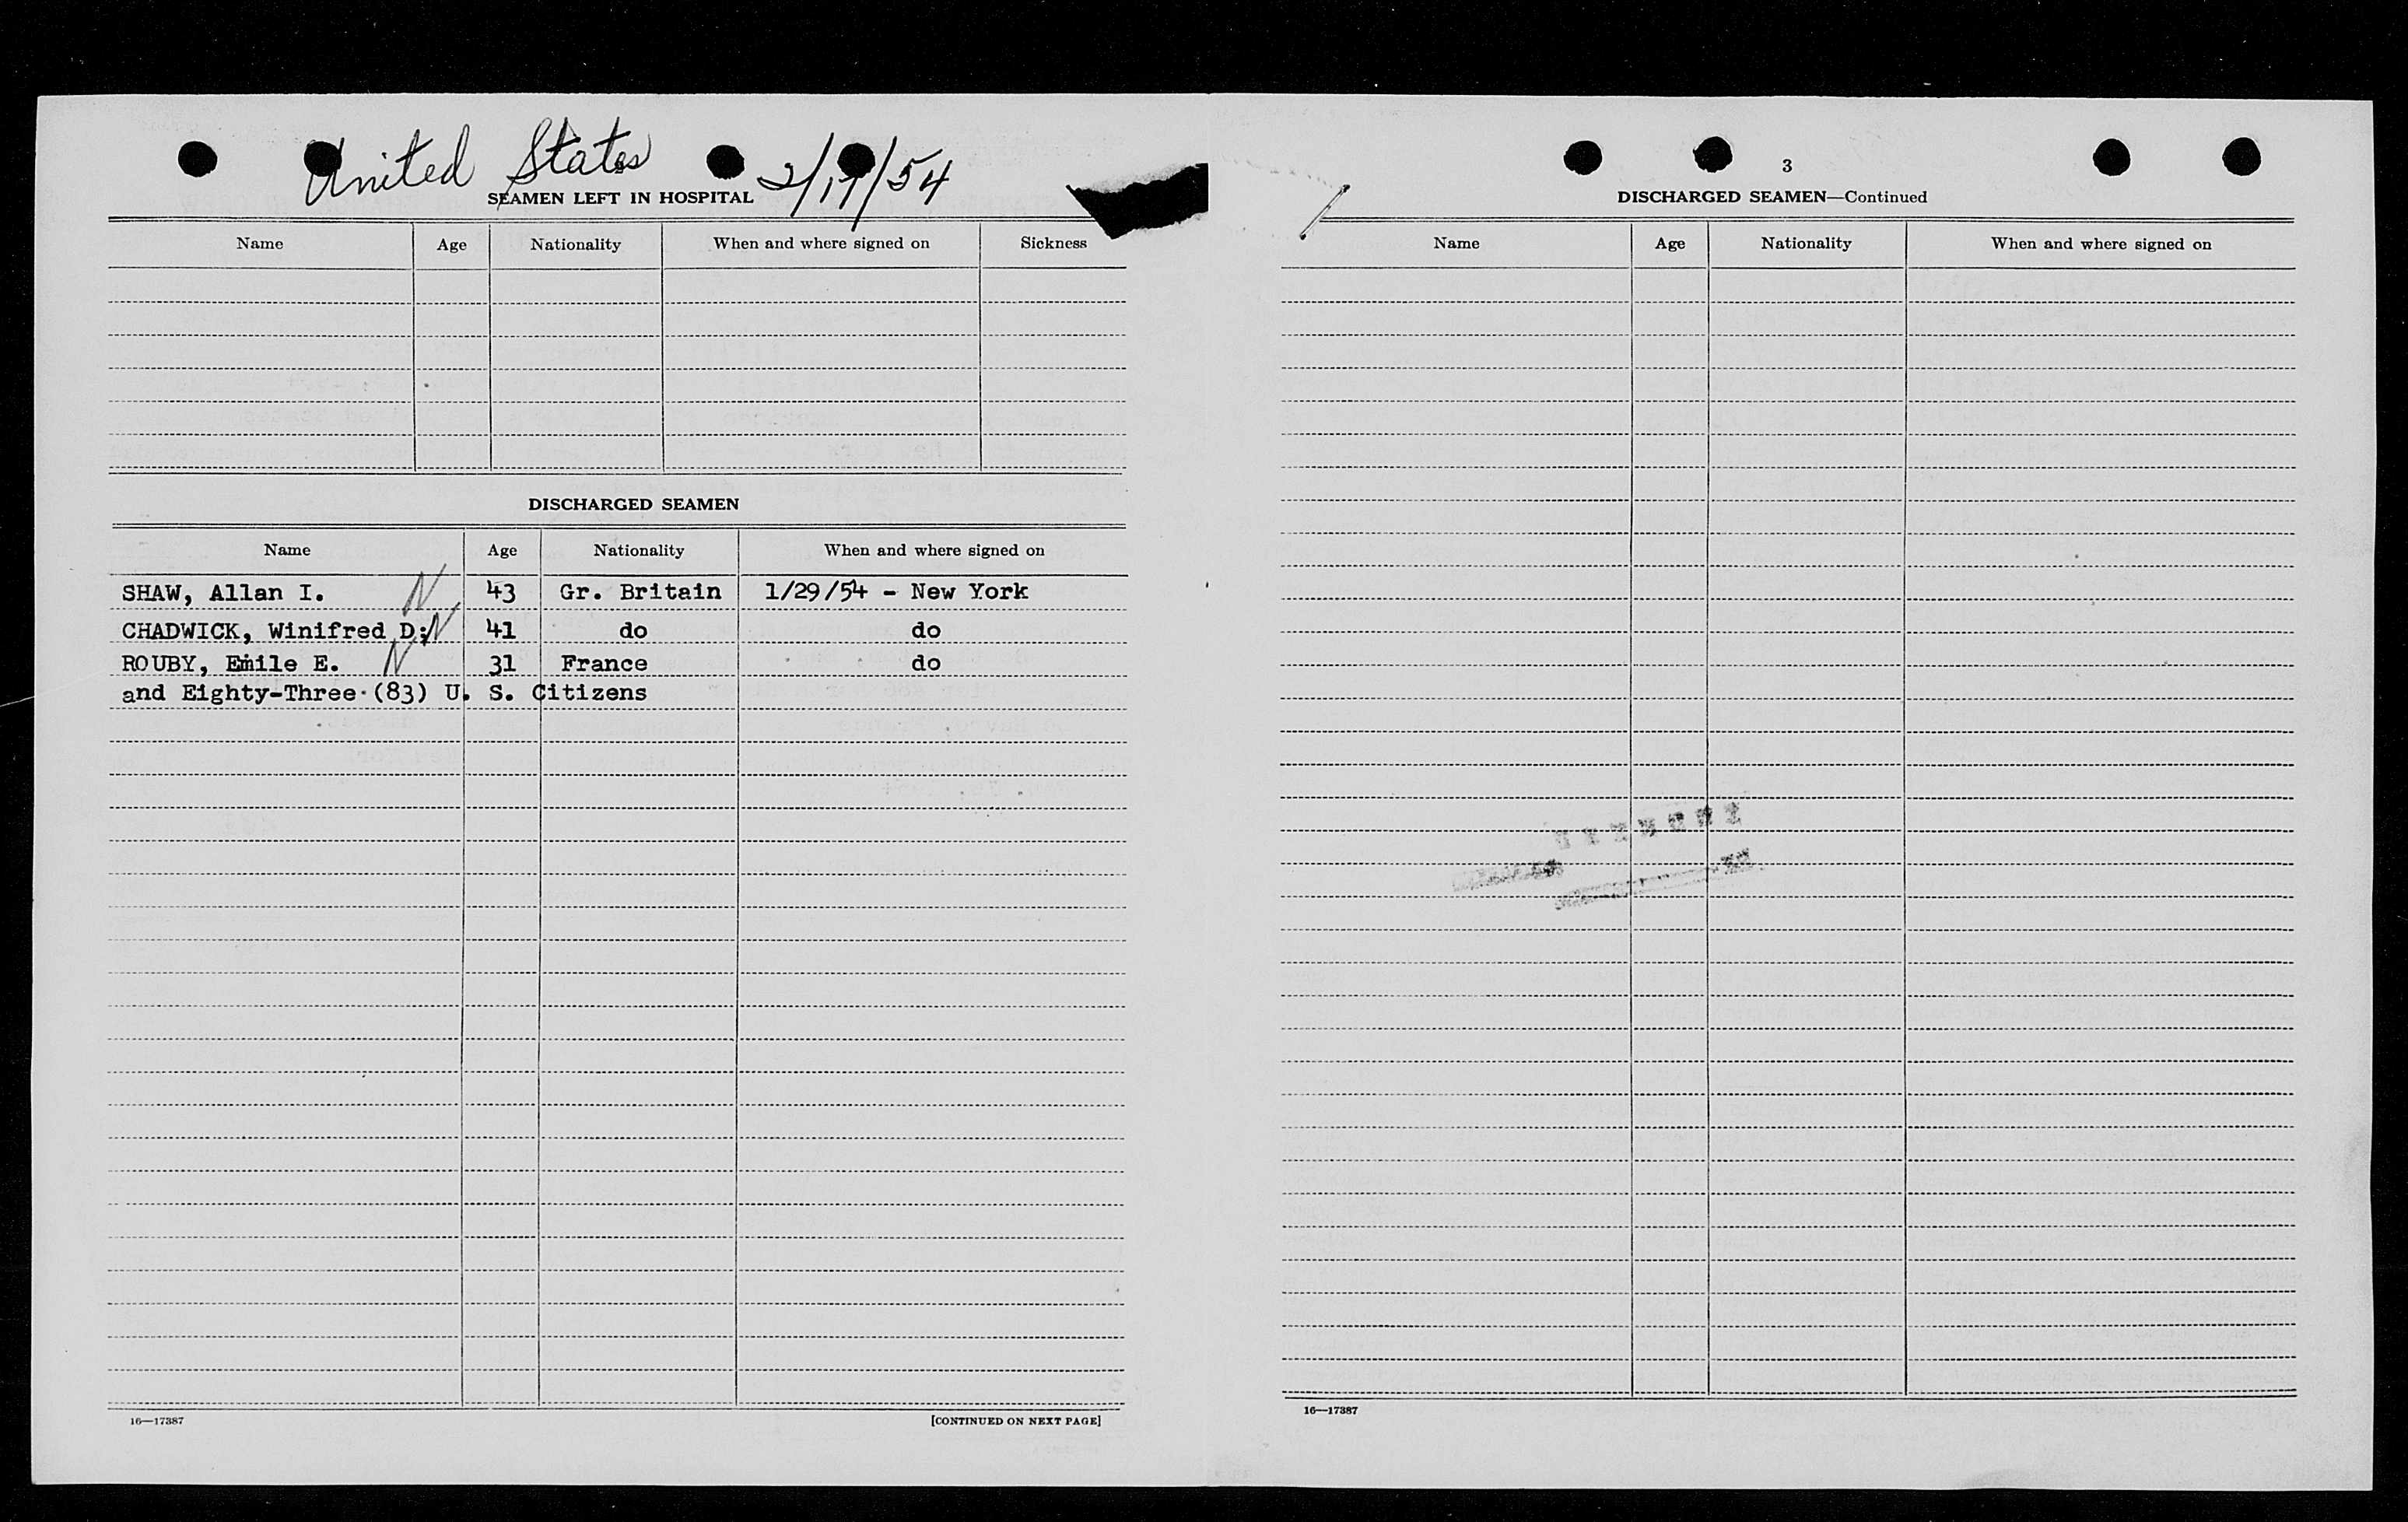 United States 2/17/54
2
SEAMEN LEFT IN HOSPITAL
Name Age Nationality When and where signed on Sickness
DISCHARGED SEAMEN
Name Age Nationality When and where signed on
SHAW, Allan I. N 43 Gr. Britain 1/29/54 - New York
CHADWICK, Winifred D. N 41 do do
ROUBY, Emile E. N 31 France do
and Eighty-Three (83) U. S. Citizens
16—17387 [CONTINUED ON NEXT PAGE]
3
DISCHARGED SEAMEN—Continued
Name Age Nationality When and where signed on
16—17387